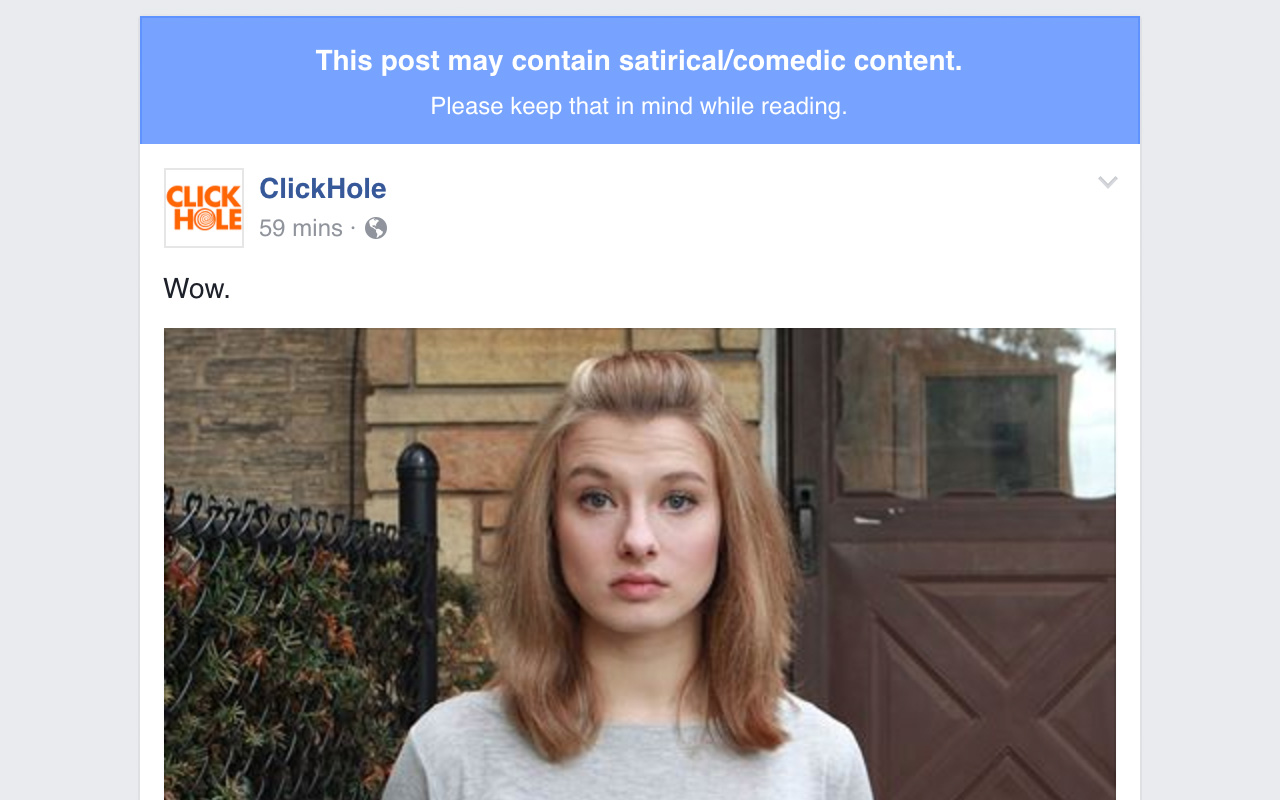 This post may contain satirical/comedic content.
Please keep that in mind while reading.
CLICK
HOLE
ClickHole
59 mins ·
Wow.